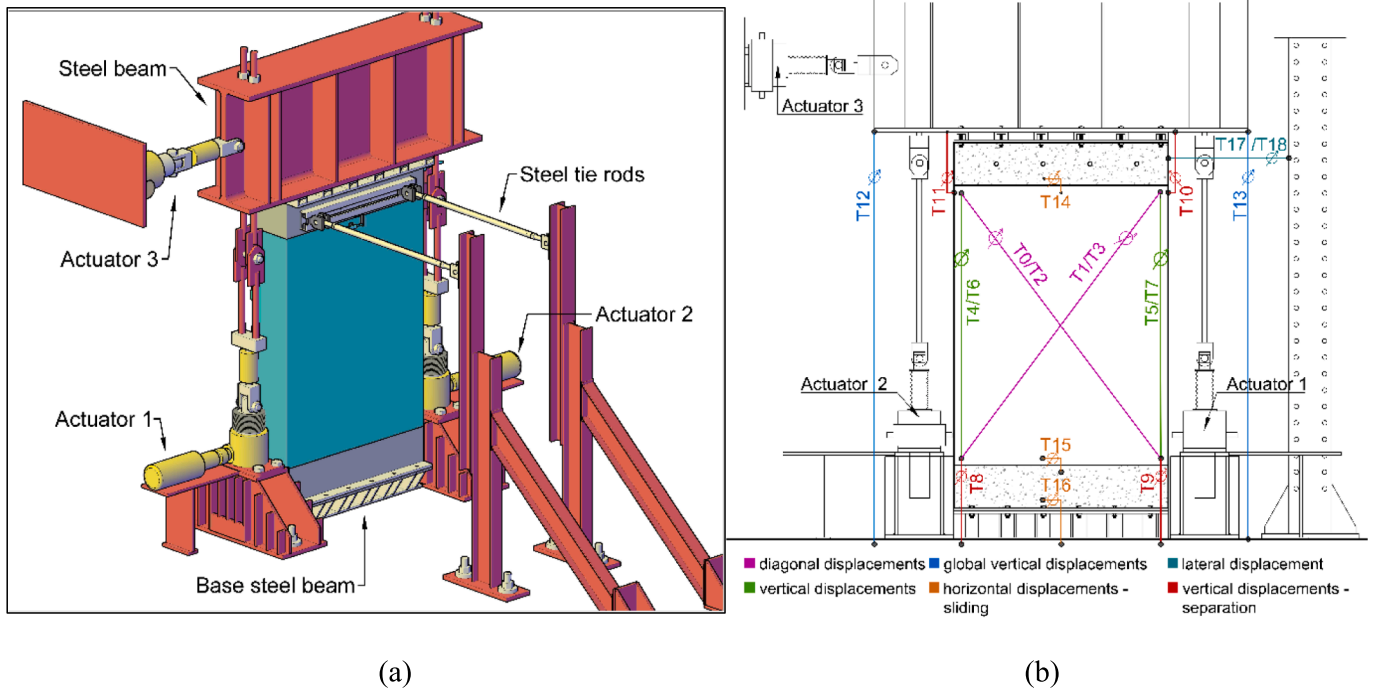 Steel beam
Steel tie rods
Actuator 3
Actuator 2
Actuator 1
Base steel beam
(a)
Actuator 3
T17 /T18
T12
T11
T14
T10
T13
T0/T2
T1/T3
T4/T6
T5/T7
Actuator 2
Actuator 1
T15
T8
T16
T9
diagonal displacements
global vertical displacements
lateral displacement
vertical displacements
horizontal displacements -
sliding
vertical displacements -
separation
(b)